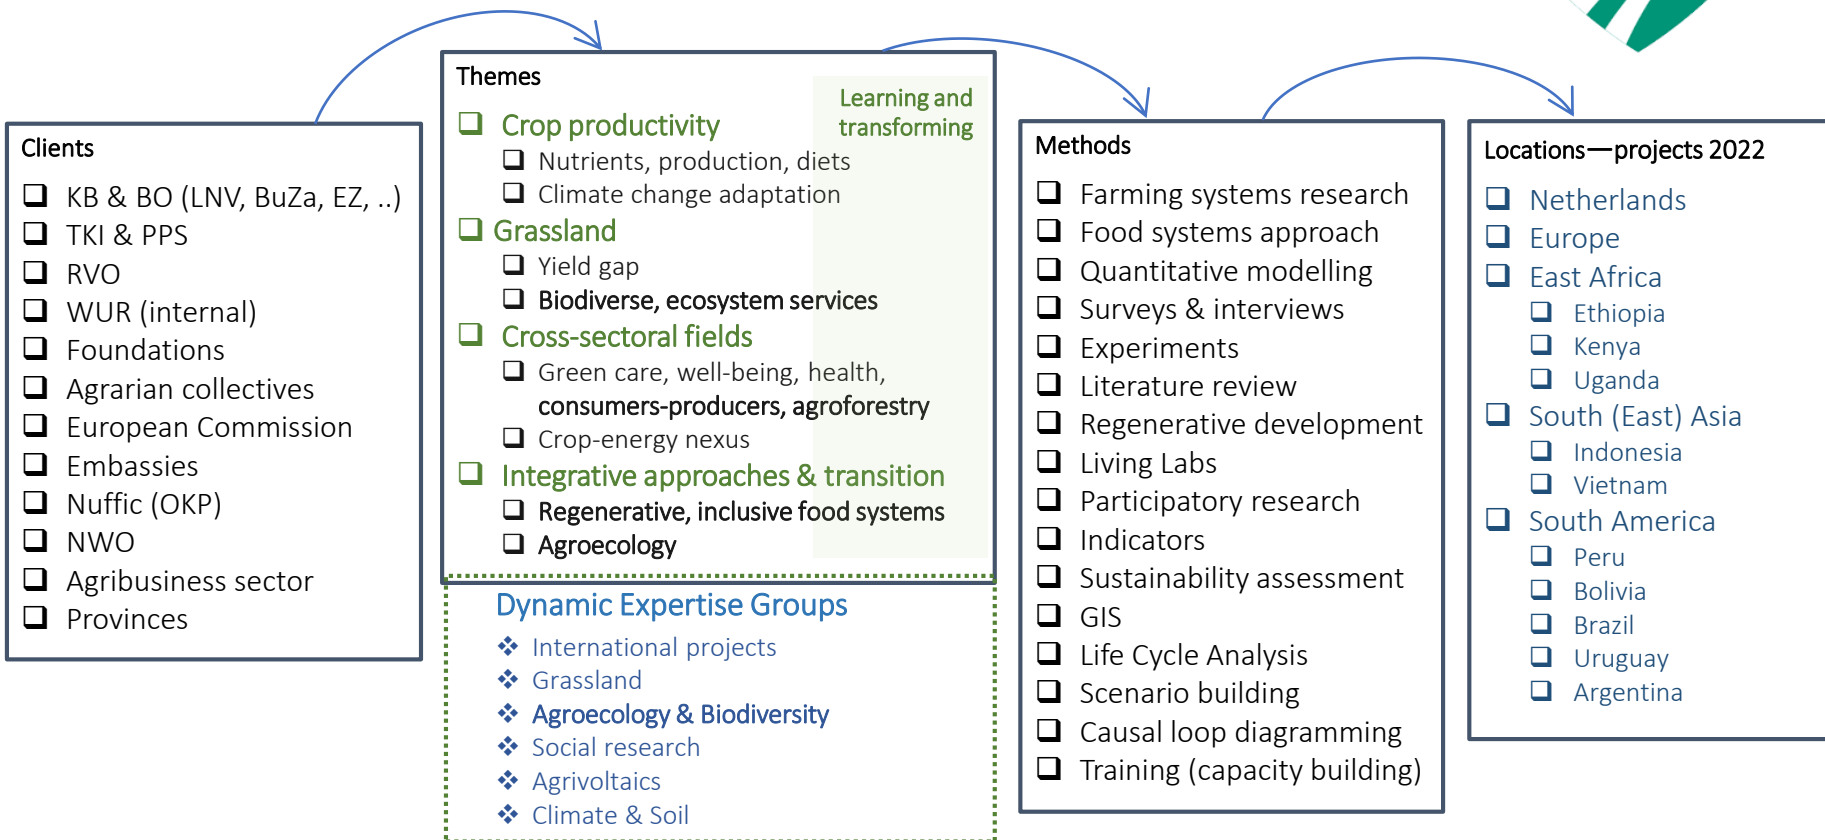 Clients
KB & BO (LNV, BuZa, EZ, ..)
TKI & PPS
RVO
WUR (internal)
Foundations
Agrarian collectives
European Commission
Embassies
Nuffic (OKP)
NWO
Agribusiness sector
Provinces
Themes
Learning and
transforming
Crop productivity
Nutrients, production, diets
Climate change adaptation
Grassland
Yield gap
Biodiverse, ecosystem services
Cross-sectoral fields
Green care, well-being, health,
consumers-producers, agroforestry
Crop-energy nexus
Integrative approaches & transition
Regenerative, inclusive food systems
Agroecology
Dynamic Expertise Groups
International projects
Grassland
Agroecology & Biodiversity
Social research
Agrivoltaics
Climate & Soil
Methods
Farming systems research
Food systems approach
Quantitative modelling
Surveys & interviews
Experiments
Literature review
Regenerative development
Living Labs
Participatory research
Indicators
Sustainability assessment
GIS
Life Cycle Analysis
Scenario building
Causal loop diagramming
Training (capacity building)
Locations—projects 2022
Netherlands
Europe
East Africa
Ethiopia
Kenya
Uganda
South (East) Asia
Indonesia
Vietnam
South America
Peru
Bolivia
Brazil
Uruguay
Argentina